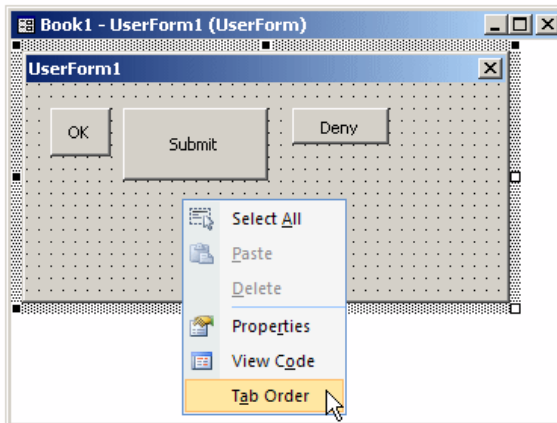 Book1 - UserForm1 (UserForm)
UserForm1
OK
Submit
Deny
Select All
Paste
Delete
Properties
View Code
Tab Order